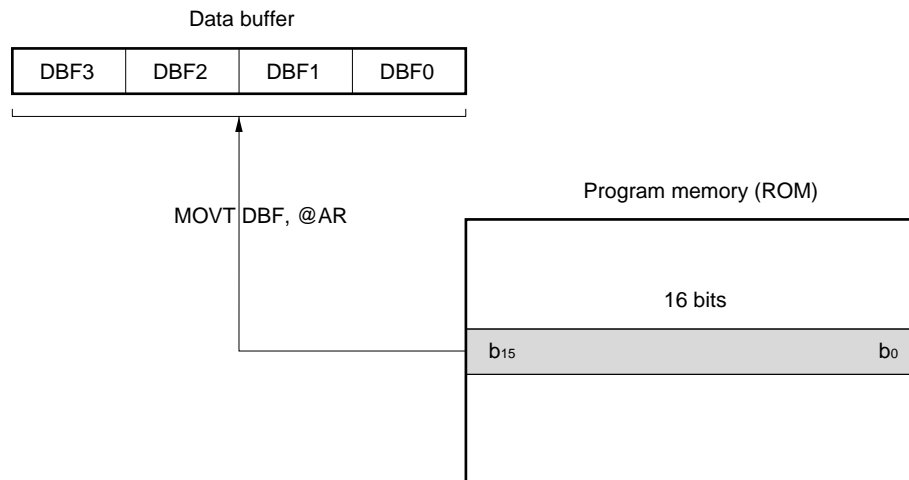 Data buffer
DBF3 DBF2 DBF1 DBF0
MOVT DBF, @AR
Program memory (ROM)
16 bits
b15 b0